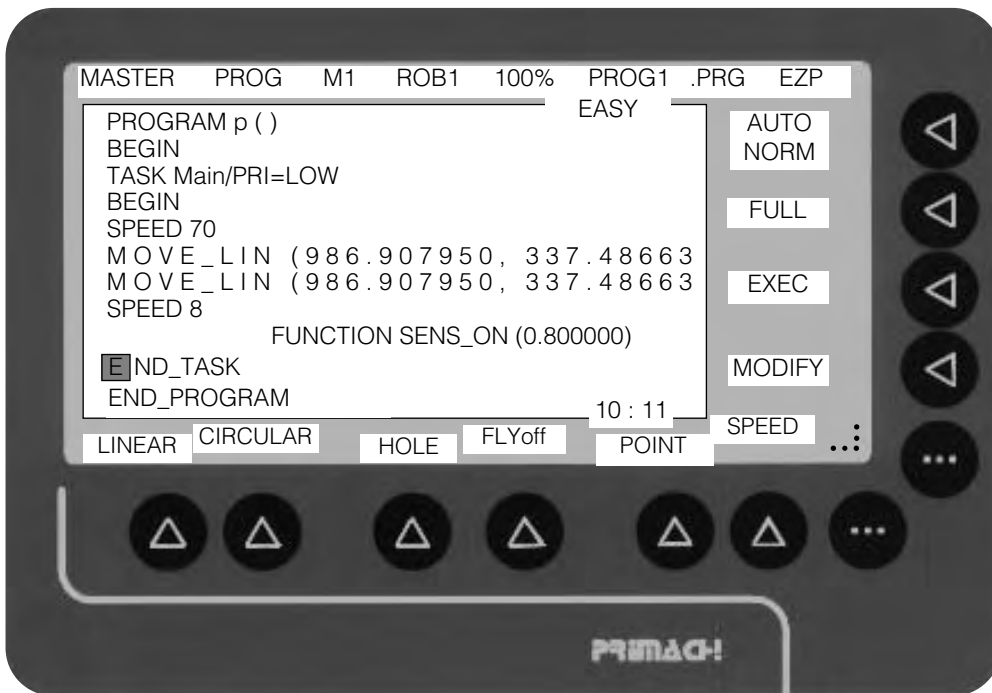 MASTER PROG M1 ROB1 100% PROG1 .PRG EZP
EASY
PROGRAM p ( )
BEGIN
TASK Main/PRI=LOW
BEGIN
SPEED 70
MOVE_LIN (986.907950, 337.48663
MOVE_LIN (986.907950, 337.48663
SPEED 8
FUNCTION SENS_ON (0.800000)
END_TASK
END_PROGRAM
10 : 11
AUTO
NORM
FULL
EXEC
MODIFY
LINEAR CIRCULAR HOLE FLYoff POINT SPEED
PRIMACH